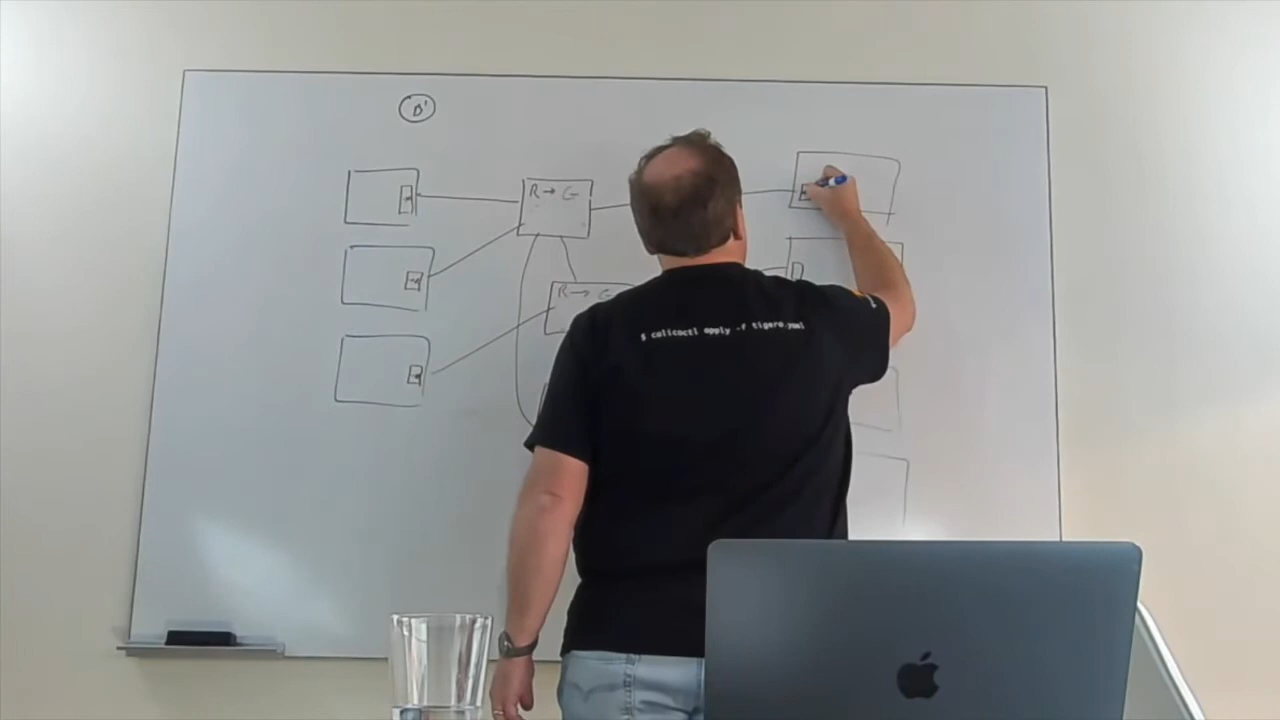 D'
R → G
R → G
$ calicoctl apply -f tigera.yaml